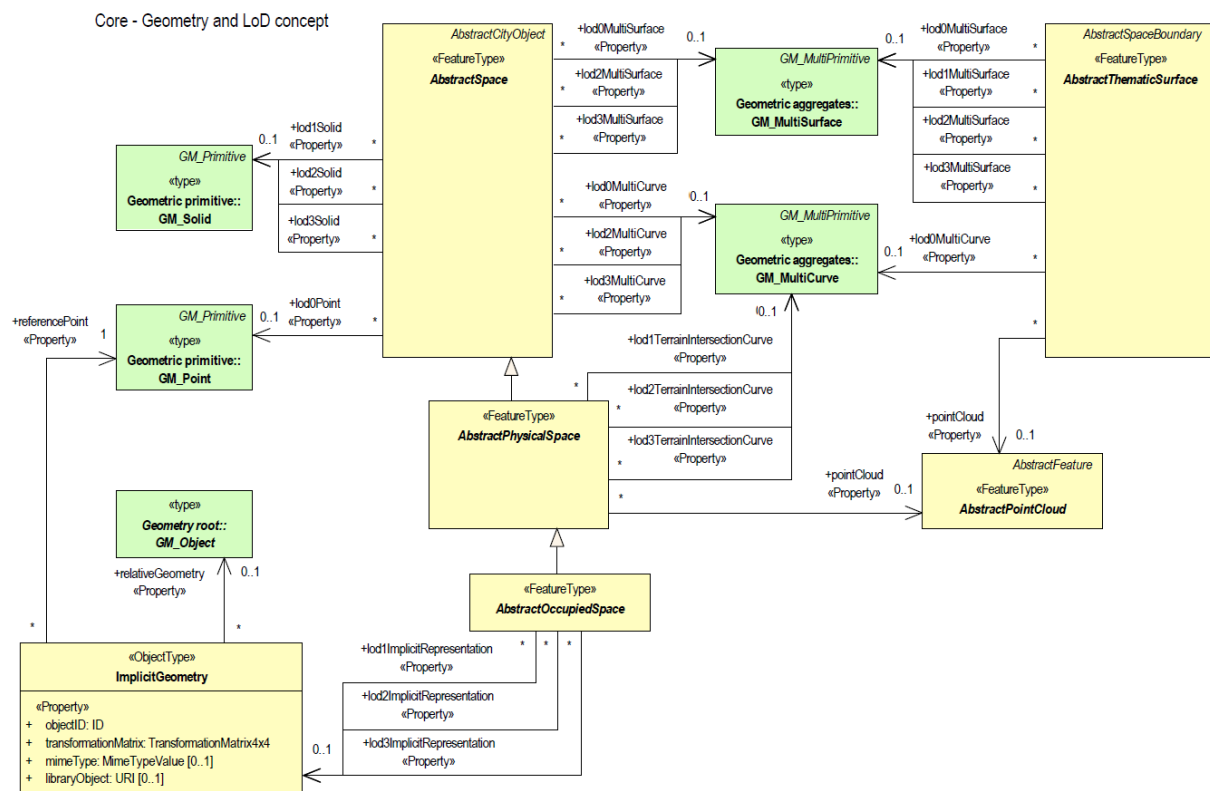 Core - Geometry and LoD concept
AbstractCityObject
«FeatureType»
AbstractSpace
+lod0MultiSurface
«Property»
* 0..1
+lod2MultiSurface
«Property»
*
+lod3MultiSurface
«Property»
*
GM_MultiPrimitive
«type»
Geometric aggregates::
GM_MultiSurface
+lod0MultiSurface
0..1 «Property» *
+lod1MultiSurface
«Property» *
+lod2MultiSurface
«Property» *
+lod3MultiSurface
«Property» *
AbstractSpaceBoundary
«FeatureType»
AbstractThematicSurface
+lod1Solid
0..1 «Property» *
+lod2Solid
«Property» *
+lod3Solid
«Property» *
GM_Primitive
«type»
Geometric primitive::
GM_Solid
+lod0MultiCurve
* «Property» 0..1
+lod2MultiCurve
* «Property»
+lod3MultiCurve
* «Property»
GM_MultiPrimitive
«type»
Geometric aggregates::
GM_MultiCurve
+lod0MultiCurve
0..1 «Property» *
+referencePoint
«Property» 1
GM_Primitive
«type»
Geometric primitive::
GM_Point
+lod0Point
0..1 «Property» *
0..1
+lod1TerrainIntersectionCurve
«Property»
*
+lod2TerrainIntersectionCurve
* «Property»
+lod3TerrainIntersectionCurve
* «Property»
«FeatureType»
AbstractPhysicalSpace
*
+pointCloud
«Property» 0..1
*
+pointCloud
«Property» 0..1
AbstractFeature
«FeatureType»
AbstractPointCloud
«type»
Geometry root::
GM_Object
+relativeGeometry 0..1
«Property»
* *
«FeatureType»
AbstractOccupiedSpace
* * *
+lod1ImplicitRepresentation
«Property»
+lod2ImplicitRepresentation
«Property»
+lod3ImplicitRepresentation
0..1 «Property»
«ObjectType»
ImplicitGeometry
«Property»
+ objectID: ID
+ transformationMatrix: TransformationMatrix4x4
+ mimeType: MimeTypeValue [0..1]
+ libraryObject: URI [0..1]